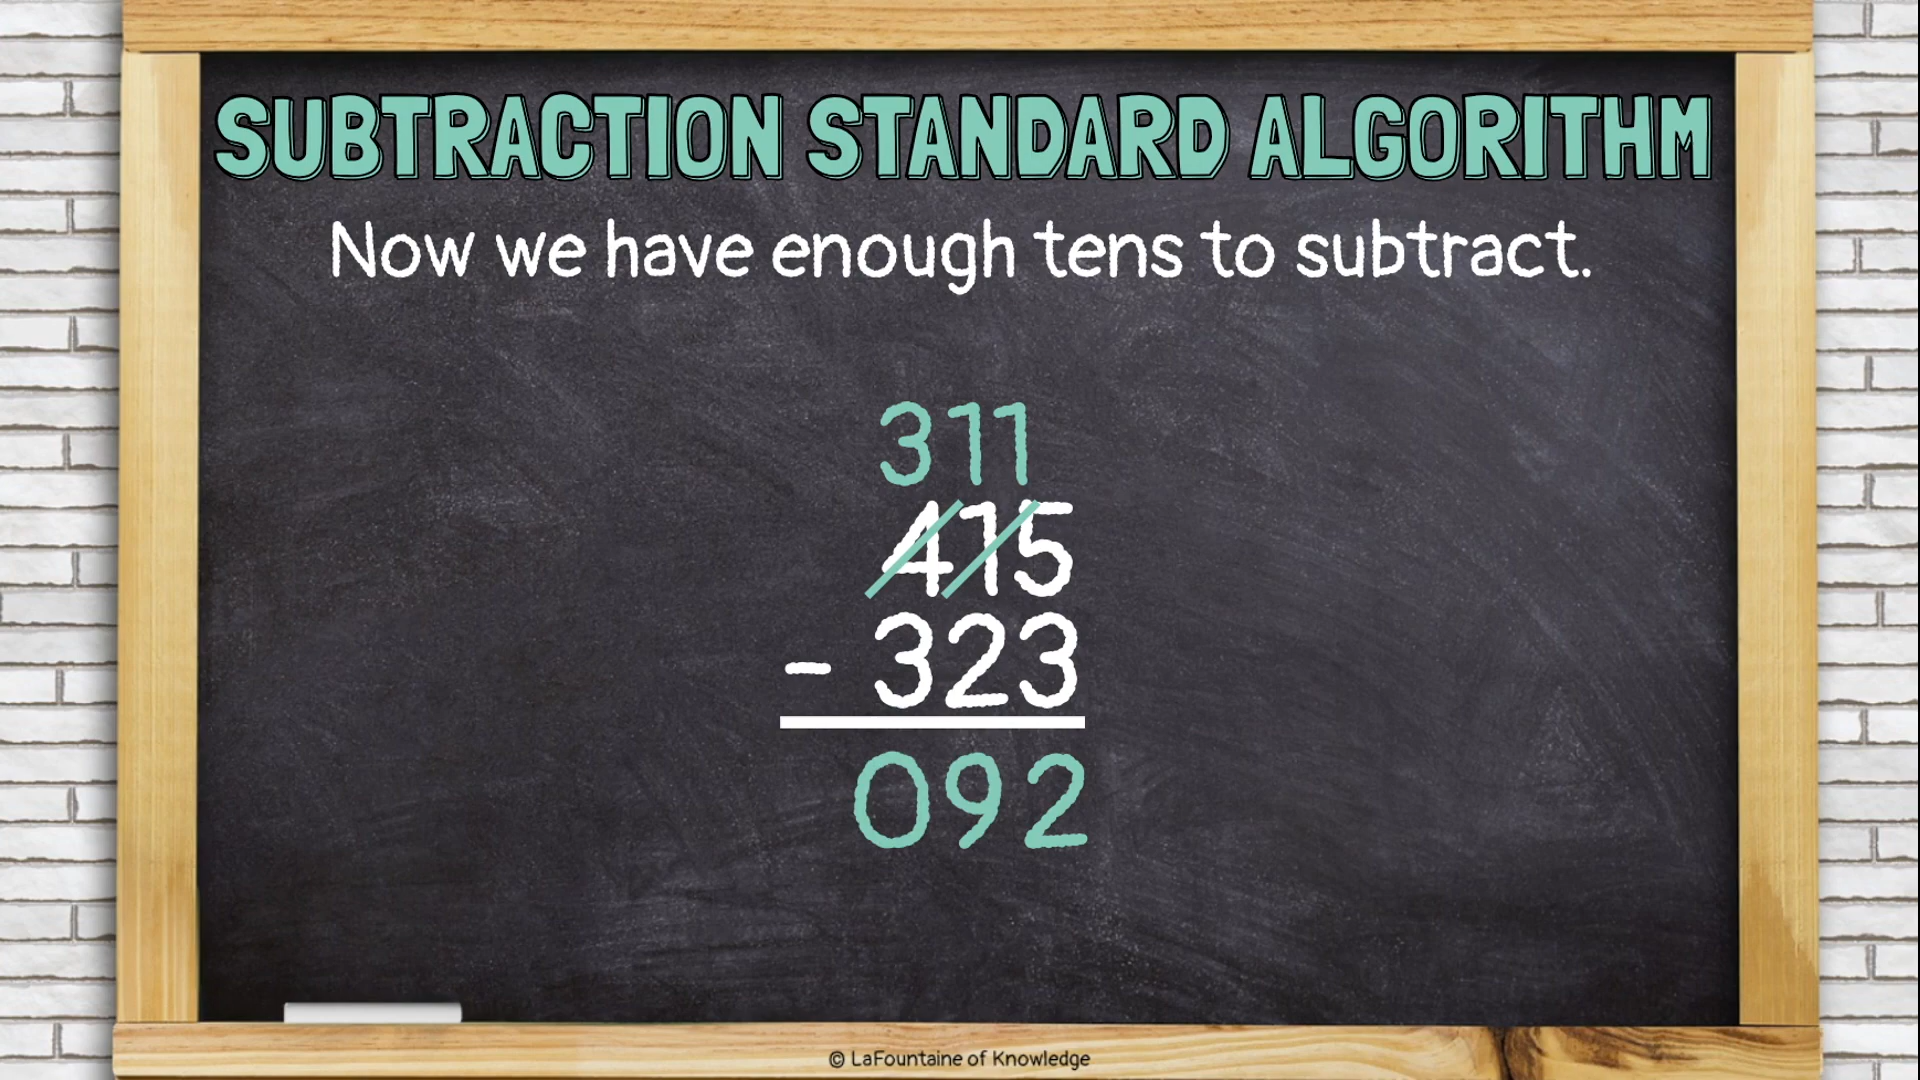 SUBTRACTION STANDARD ALGORITHM
Now we have enough tens to subtract.
311
415
- 323
092
© LaFountaine of Knowledge